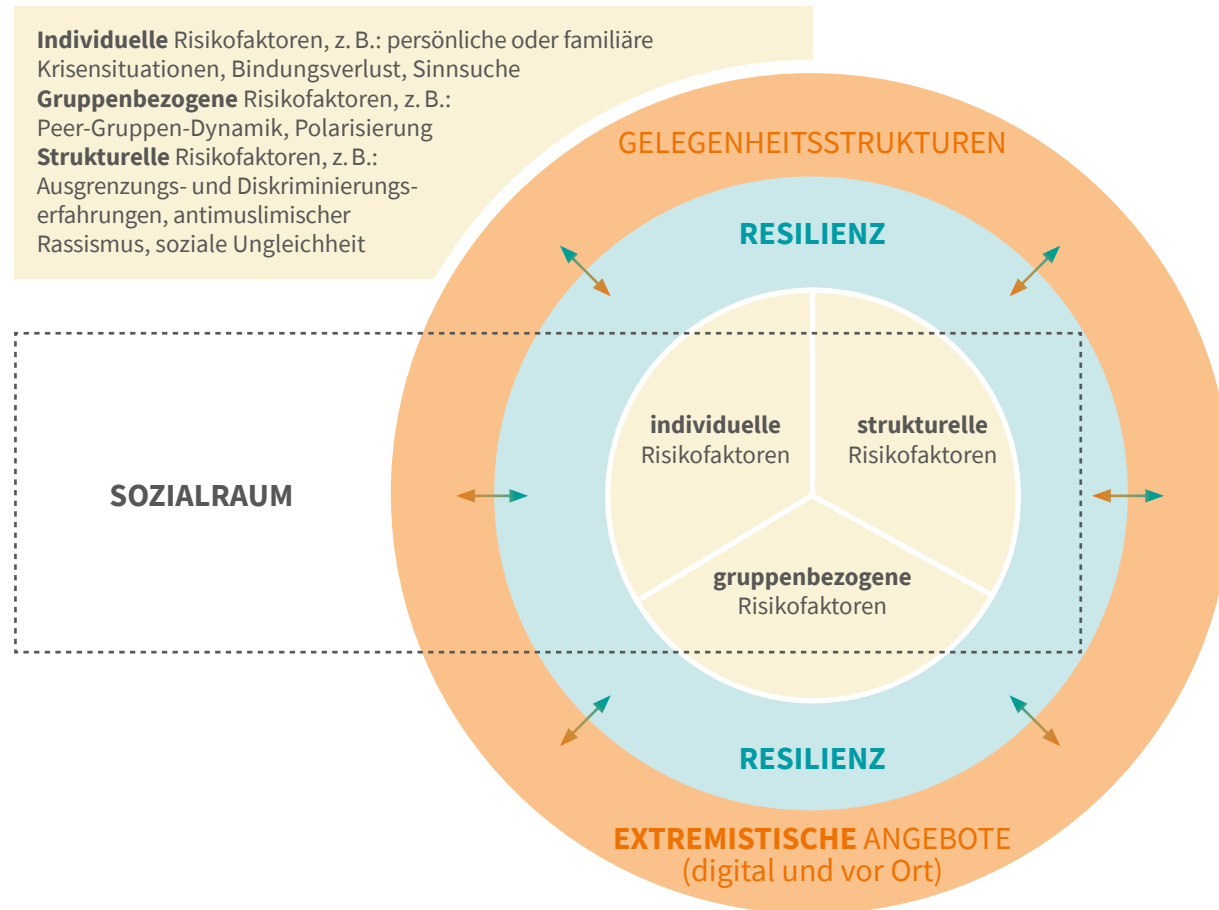 Individuelle Risikofaktoren, z. B.: persönliche oder familiäre
Krisensituationen, Bindungsverlust, Sinnsuche
Gruppenbezogene Risikofaktoren, z. B.:
Peer-Gruppen-Dynamik, Polarisierung
Strukturelle Risikofaktoren, z. B.:
Ausgrenzungs- und Diskriminierungs-
erfahrungen, antimuslimischer
Rassismus, soziale Ungleichheit
GELEGENHEITSSTRUKTUREN
RESILIENZ
individuelle
Risikofaktoren
strukturelle
Risikofaktoren
SOZIALRAUM
gruppenbezogene
Risikofaktoren
RESILIENZ
EXTREMISTISCHE ANGEBOTE
(digital und vor Ort)